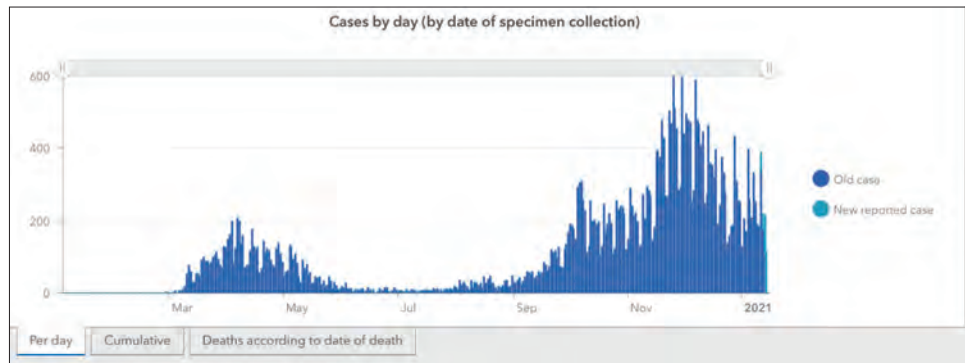 Cases by day (by date of specimen collection)
600
400
200
0
Mar May Jul Sep Nov 2021
Old case
New reported case
Per day Cumulative Deaths according to date of death